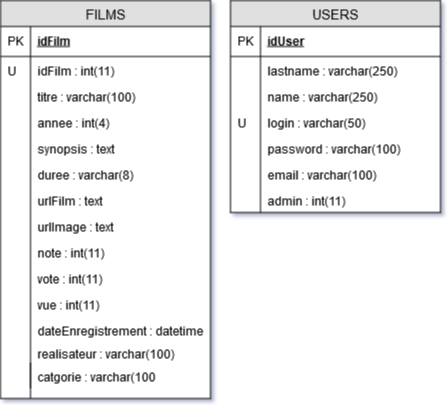 FILMS
PK idFilm
U idFilm : int(11)
titre : varchar(100)
annee : int(4)
synopsis : text
duree : varchar(8)
urlFilm : text
urlImage : text
note : int(11)
vote : int(11)
vue : int(11)
dateEnregistrement : datetime
realisateur : varchar(100)
catgorie : varchar(100
USERS
PK idUser
lastname : varchar(250)
name : varchar(250)
U login : varchar(50)
password : varchar(100)
email : varchar(100)
admin : int(11)